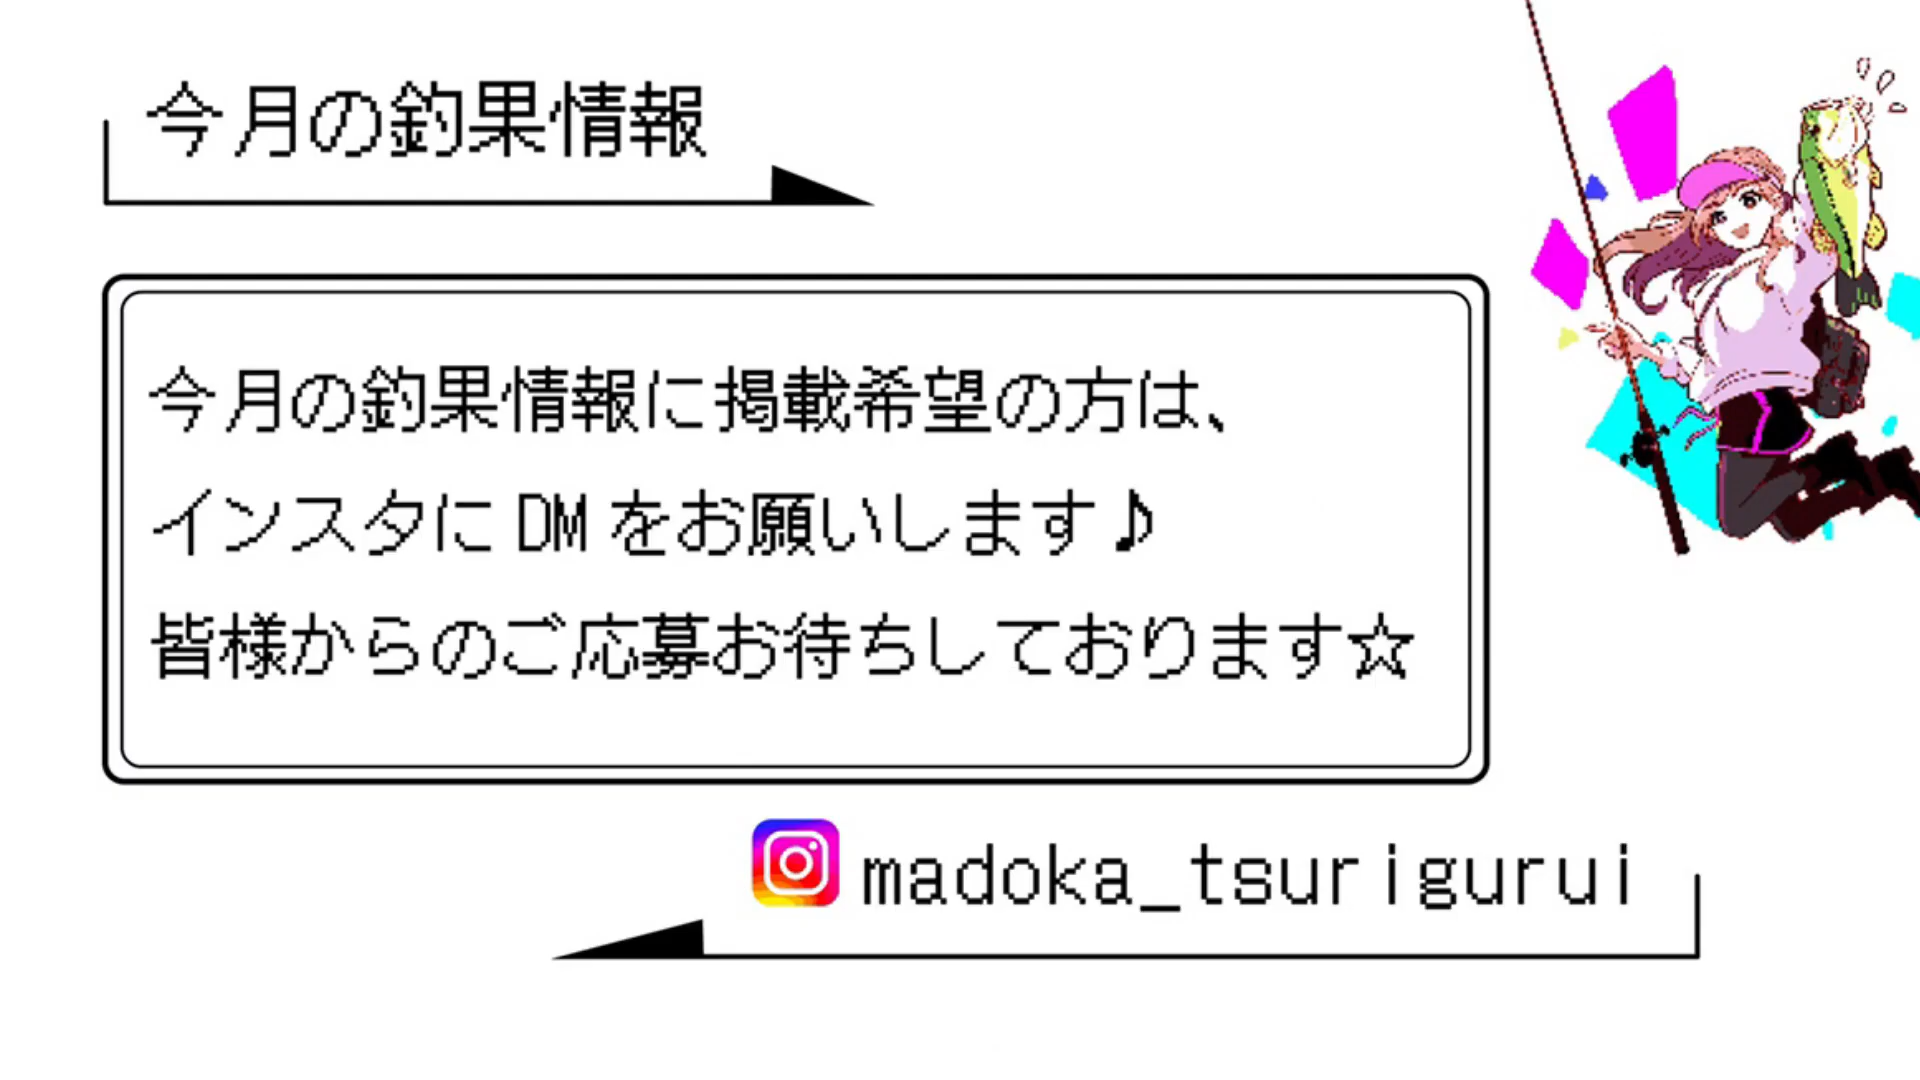 今月の釣果情報
今月の釣果情報に掲載希望の方は、
インスタに DM をお願いします♪
皆様からのご応募お待ちしております☆
madoka_tsurigurui